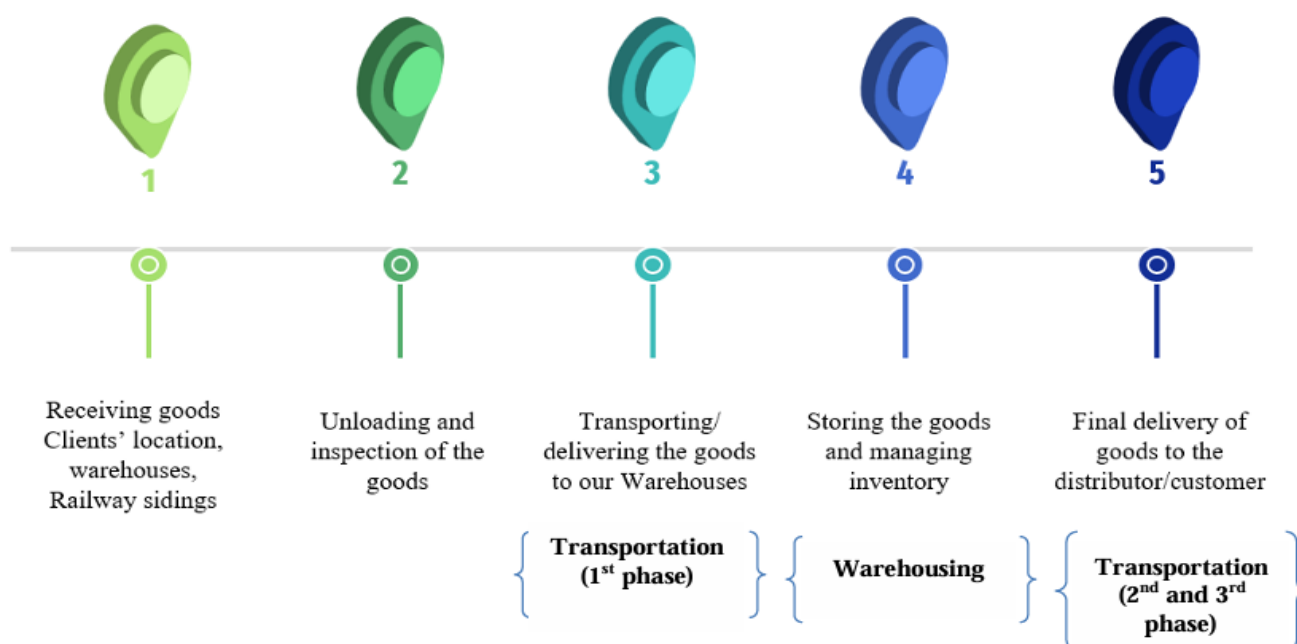 1
2
3
4
5
Receiving goods
Clients’ location,
warehouses,
Railway sidings
Unloading and
inspection of the
goods
Transporting/
delivering the goods
to our Warehouses
Storing the goods
and managing
inventory
Final delivery of
goods to the
distributor/customer
Transportation
(1st phase)
Warehousing
Transportation
(2nd and 3rd
phase)